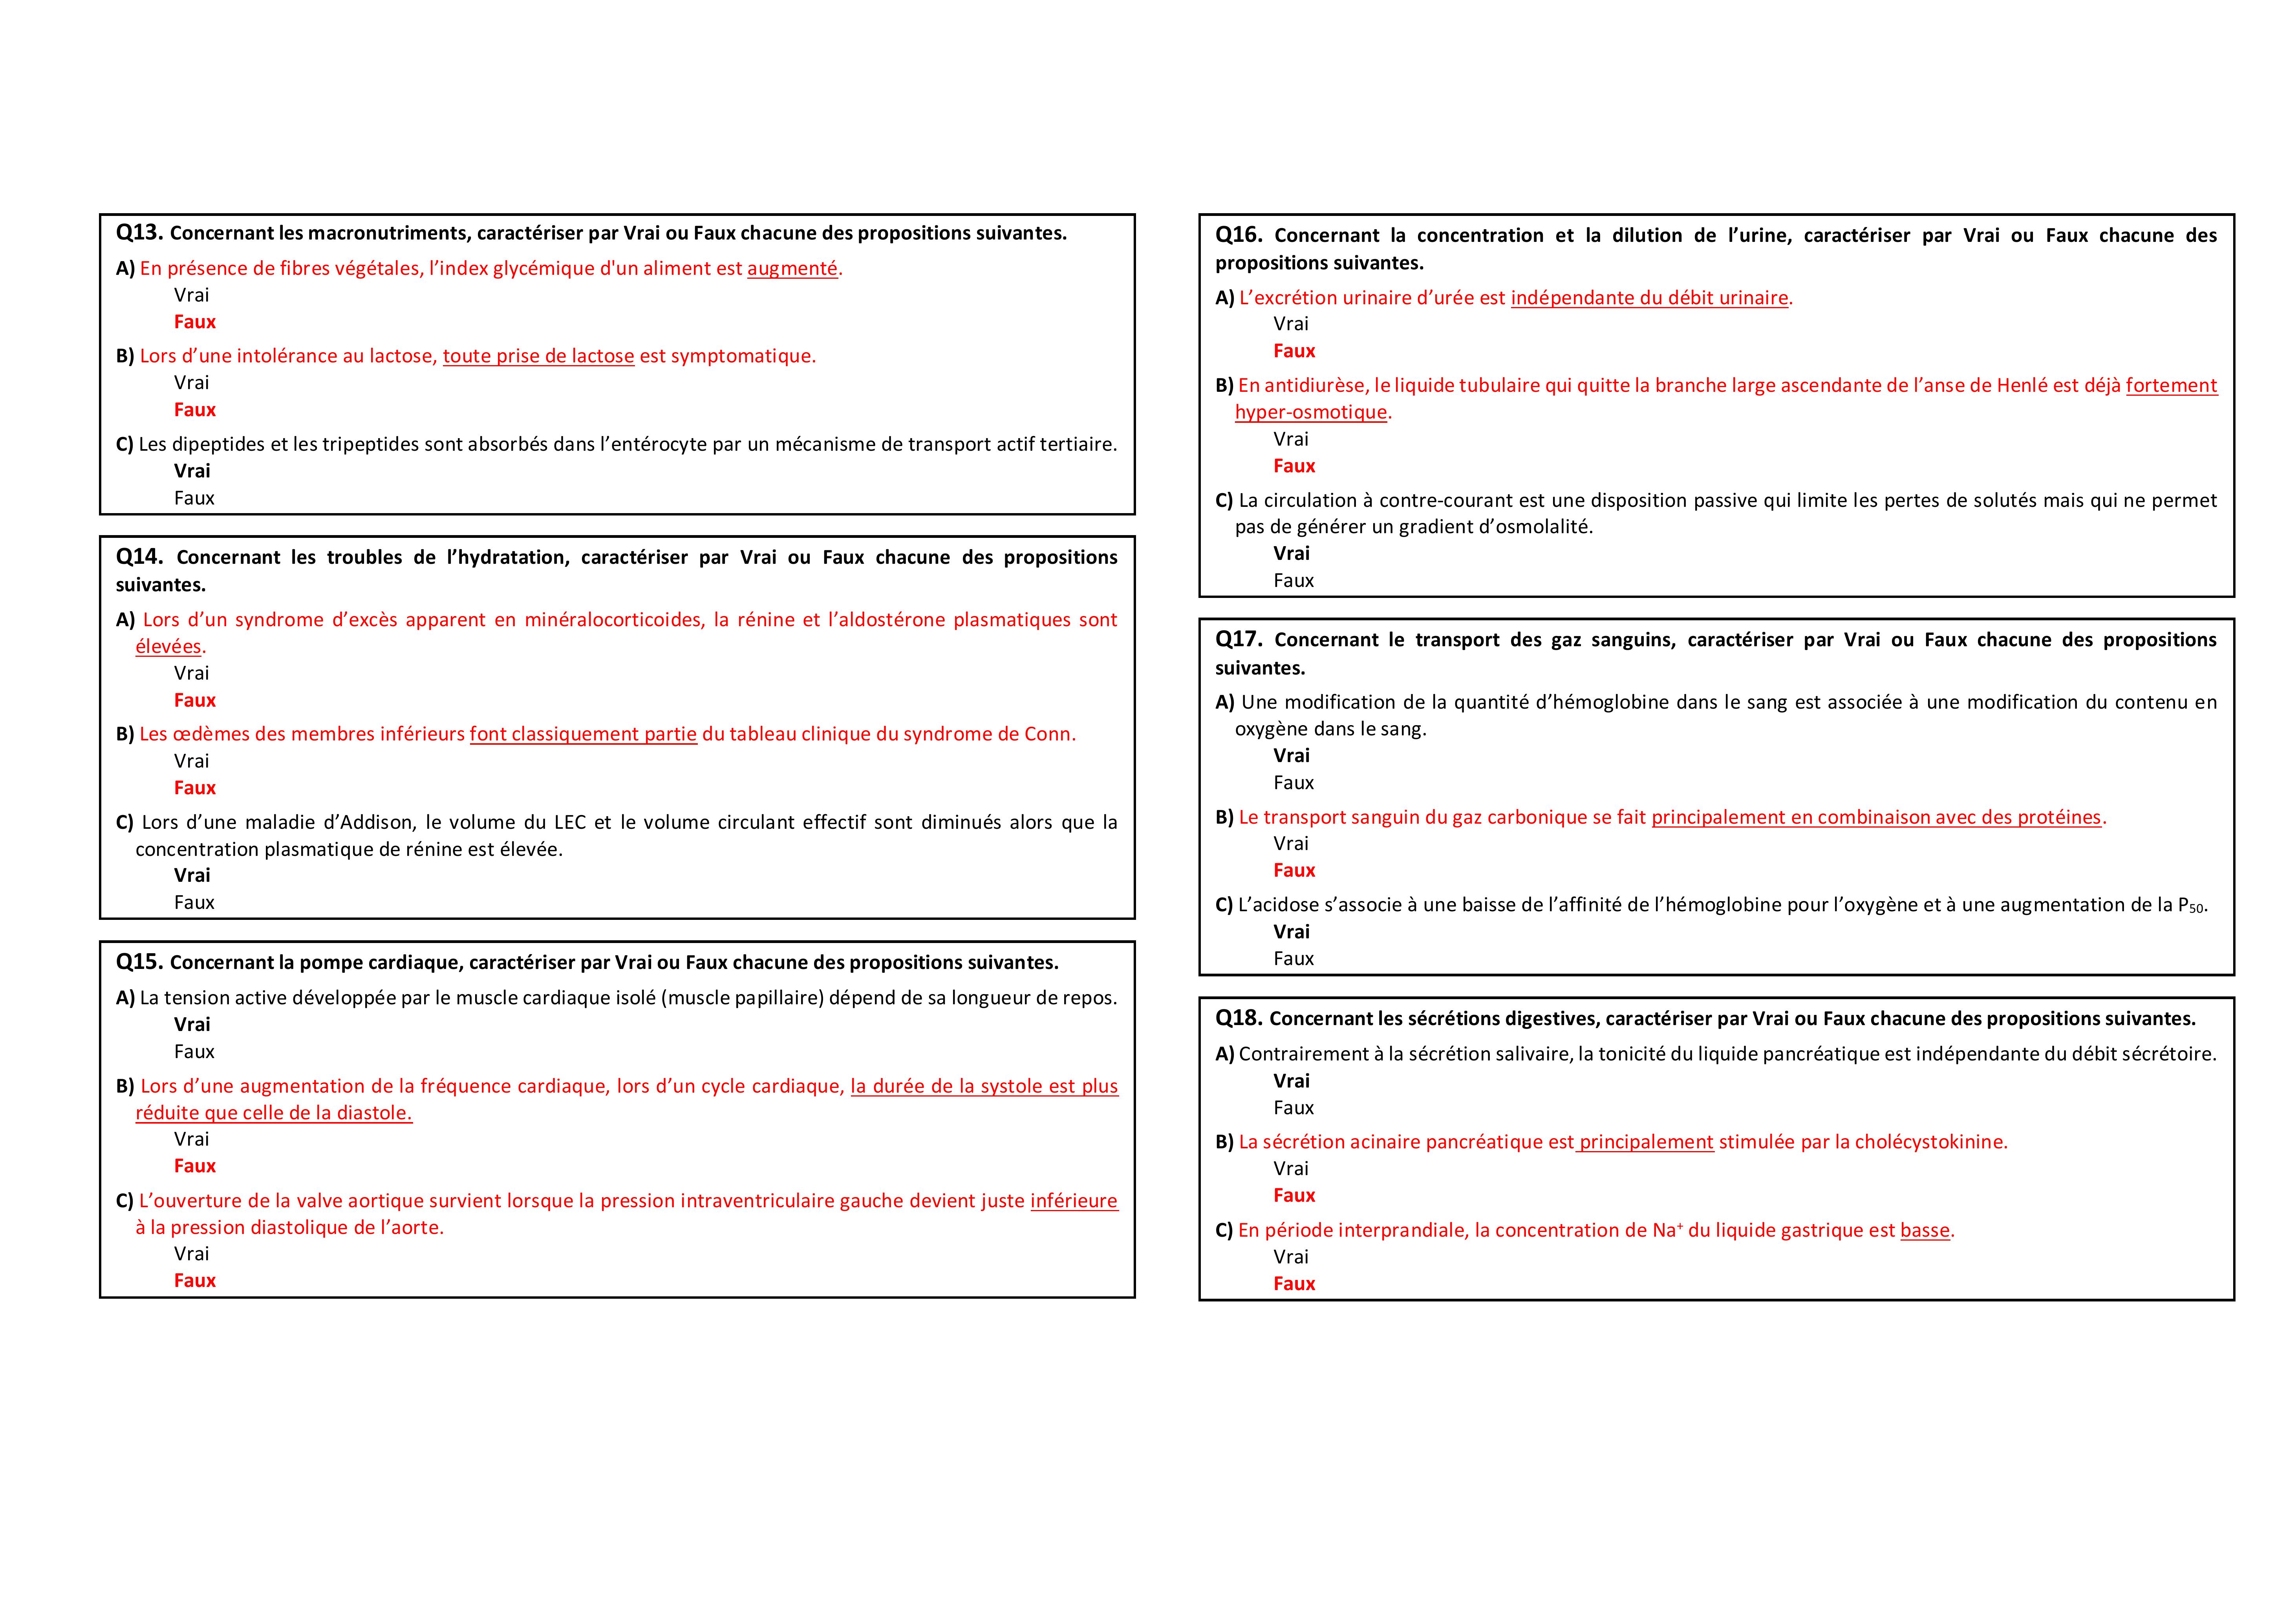 Q13. Concernant les macronutriments, caractériser par Vrai ou Faux chacune des propositions suivantes.
A) En présence de fibres végétales, l’index glycémique d'un aliment est augmenté.
Vrai
Faux
B) Lors d’une intolérance au lactose, toute prise de lactose est symptomatique.
Vrai
Faux
C) Les dipeptides et les tripeptides sont absorbés dans l’entérocyte par un mécanisme de transport actif tertiaire.
Vrai
Faux
Q14. Concernant les troubles de l’hydratation, caractériser par Vrai ou Faux chacune des propositions
suivantes.
A) Lors d’un syndrome d’excès apparent en minéralocorticoides, la rénine et l’aldostérone plasmatiques sont
élevées.
Vrai
Faux
B) Les œdèmes des membres inférieurs font classiquement partie du tableau clinique du syndrome de Conn.
Vrai
Faux
C) Lors d’une maladie d’Addison, le volume du LEC et le volume circulant effectif sont diminués alors que la
concentration plasmatique de rénine est élevée.
Vrai
Faux
Q15. Concernant la pompe cardiaque, caractériser par Vrai ou Faux chacune des propositions suivantes.
A) La tension active développée par le muscle cardiaque isolé (muscle papillaire) dépend de sa longueur de repos.
Vrai
Faux
B) Lors d’une augmentation de la fréquence cardiaque, lors d’un cycle cardiaque, la durée de la systole est plus
réduite que celle de la diastole.
Vrai
Faux
C) L’ouverture de la valve aortique survient lorsque la pression intraventriculaire gauche devient juste inférieure
à la pression diastolique de l’aorte.
Vrai
Faux
Q16. Concernant la concentration et la dilution de l’urine, caractériser par Vrai ou Faux chacune des
propositions suivantes.
A) L’excrétion urinaire d’urée est indépendante du débit urinaire.
Vrai
Faux
B) En antidiurèse, le liquide tubulaire qui quitte la branche large ascendante de l’anse de Henlé est déjà fortement
hyper-osmotique.
Vrai
Faux
C) La circulation à contre-courant est une disposition passive qui limite les pertes de solutés mais qui ne permet
pas de générer un gradient d’osmolalité.
Vrai
Faux
Q17. Concernant le transport des gaz sanguins, caractériser par Vrai ou Faux chacune des propositions
suivantes.
A) Une modification de la quantité d’hémoglobine dans le sang est associée à une modification du contenu en
oxygène dans le sang.
Vrai
Faux
B) Le transport sanguin du gaz carbonique se fait principalement en combinaison avec des protéines.
Vrai
Faux
C) L’acidose s’associe à une baisse de l’affinité de l’hémoglobine pour l’oxygène et à une augmentation de la P₅₀.
Vrai
Faux
Q18. Concernant les sécrétions digestives, caractériser par Vrai ou Faux chacune des propositions suivantes.
A) Contrairement à la sécrétion salivaire, la tonicité du liquide pancréatique est indépendante du débit sécrétoire.
Vrai
Faux
B) La sécrétion acinaire pancréatique est principalement stimulée par la cholécystokinine.
Vrai
Faux
C) En période interprandiale, la concentration de Na⁺ du liquide gastrique est basse.
Vrai
Faux